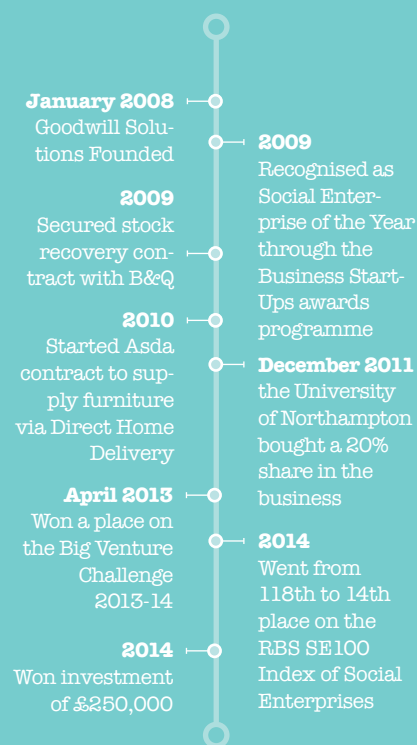 January 2008
Goodwill Solu-
tions Founded
2009
Recognised as
Social Enter-
prise of the Year
through the
Business Start-
Ups awards
programme
2009
Secured stock
recovery con-
tract with B&Q
2010
Started Asda
contract to sup-
ply furniture
via Direct Home
Delivery
December 2011
the University
of Northampton
bought a 20%
share in the
business
April 2013
Won a place on
the Big Venture
Challenge
2013-14
2014
Went from
118th to 14th
place on the
RBS SE100
Index of Social
Enterprises
2014
Won investment
of £250,000